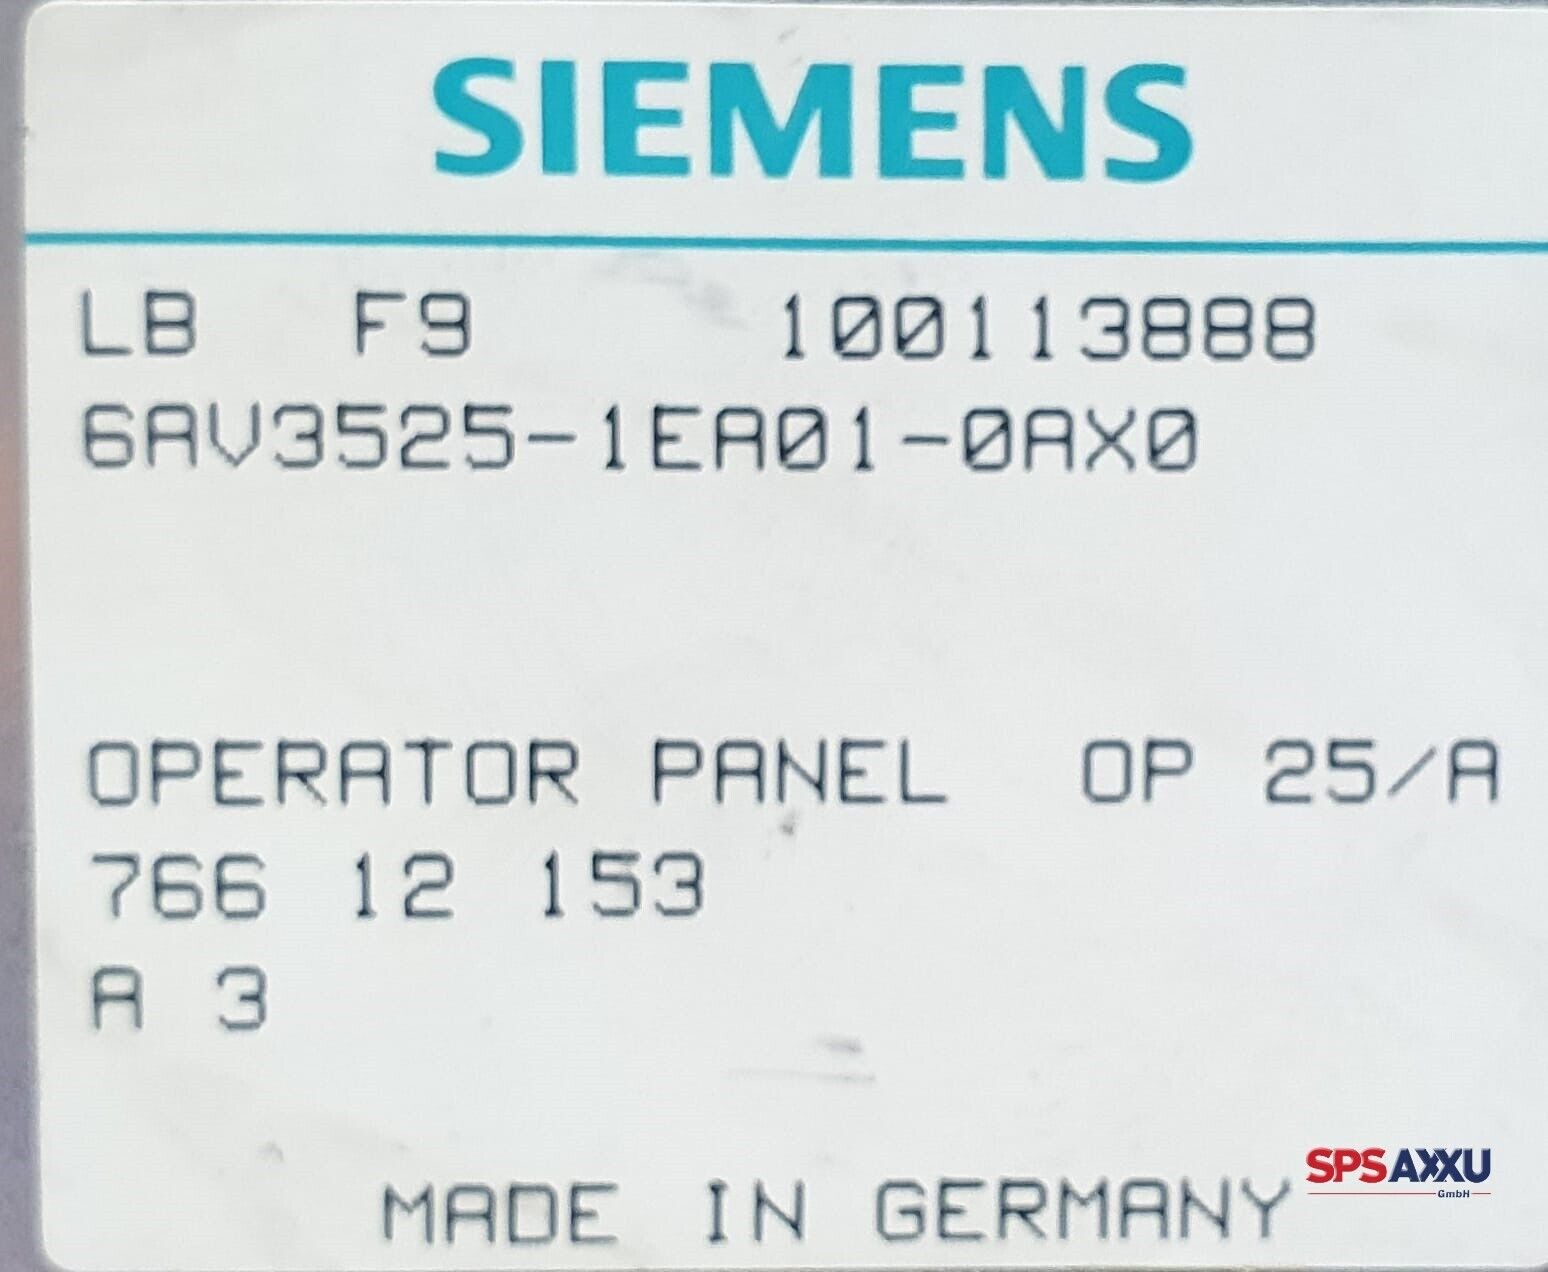 SIEMENS
LB F9 100113888
6AV3525-1EA01-0AX0
OPERATOR PANEL OP 25/A
766 12 153
A 3
MADE IN GERMANY
SPSAXXU
GmbH